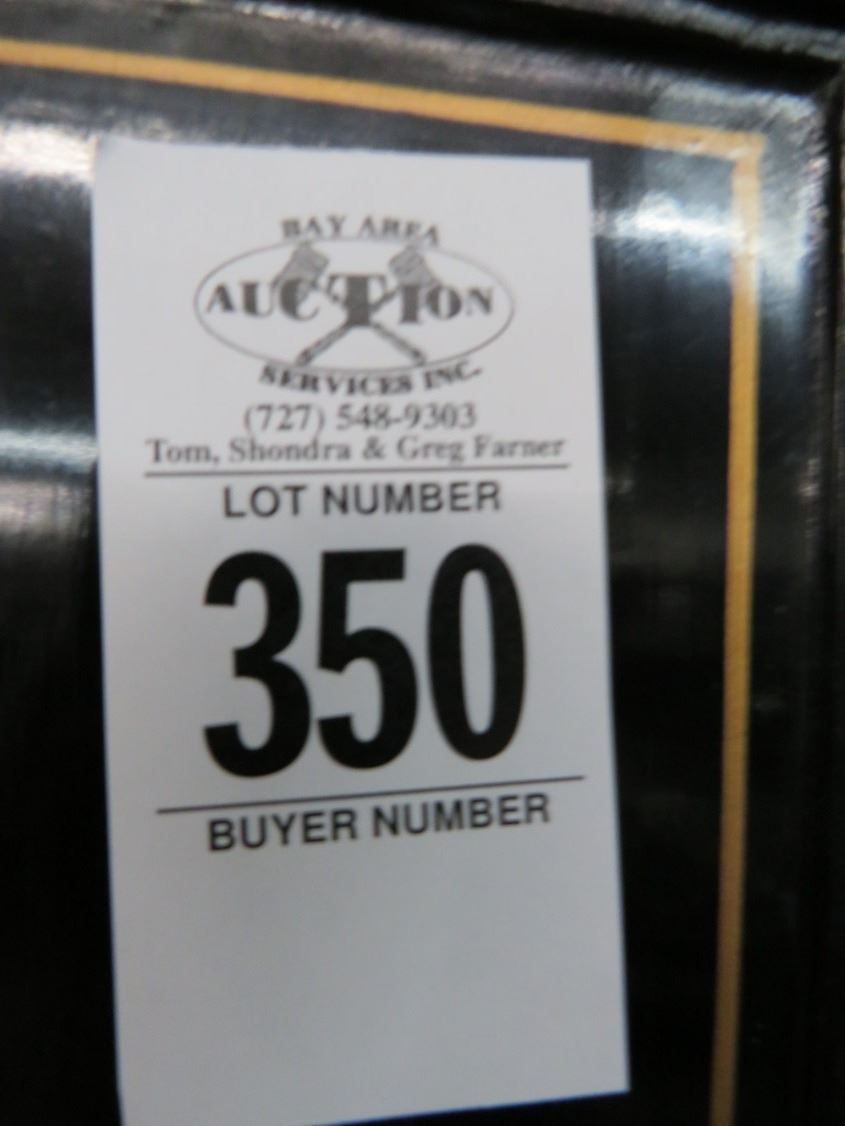 BAY AREA
AUCTION
SERVICES INC.
(727) 548-9303
Tom, Shondra & Greg Farner
LOT NUMBER
350
BUYER NUMBER